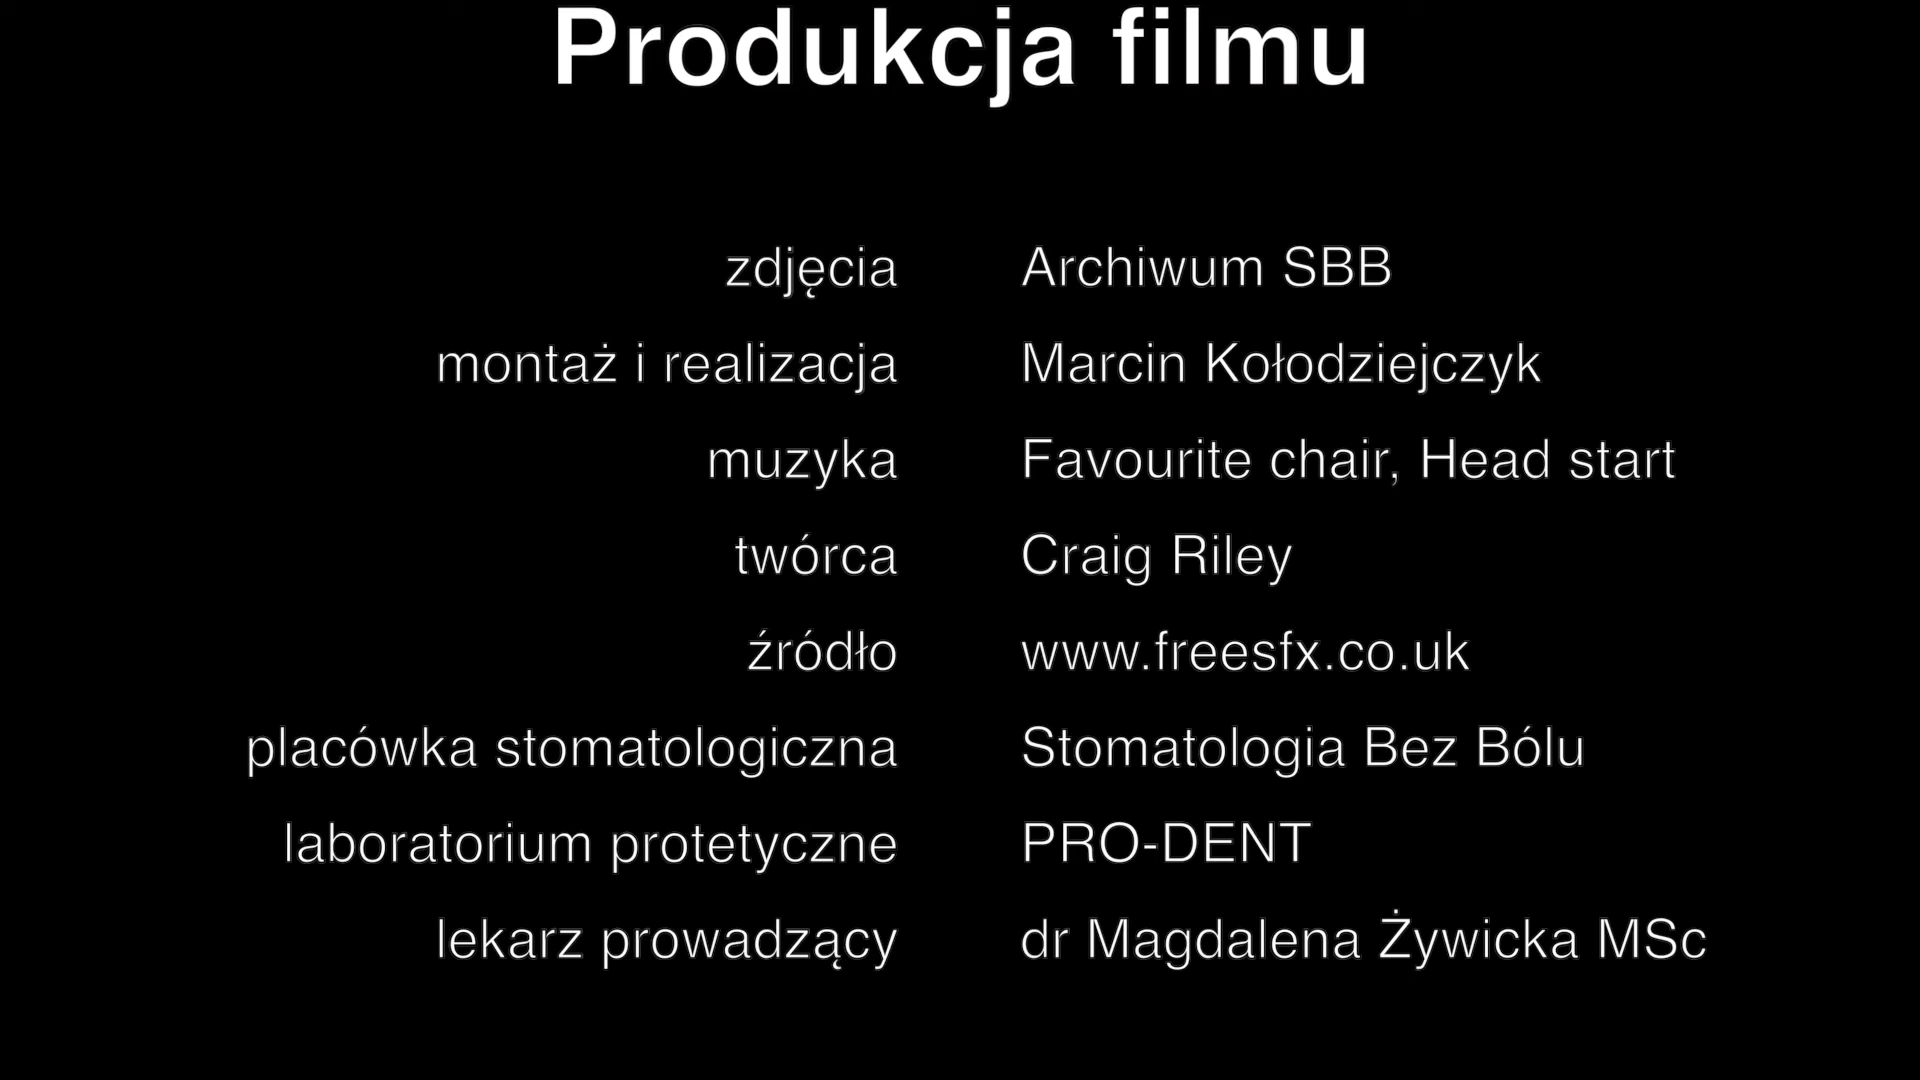 Produkcja filmu
zdjęcia Archiwum SBB
montaż i realizacja Marcin Kołodziejczyk
muzyka Favourite chair, Head start
twórca Craig Riley
źródło www.freesfx.co.uk
placówka stomatologiczna Stomatologia Bez Bólu
laboratorium protetyczne PRO-DENT
lekarz prowadzący dr Magdalena Żywicka MSc